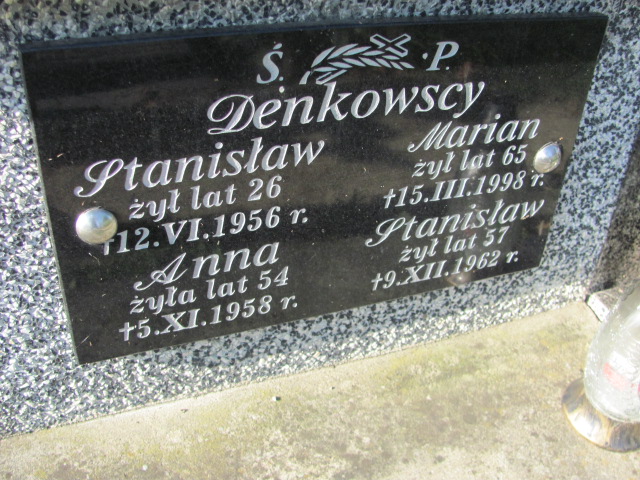 Ś. P.
Denkowscy
Stanisław
żył lat 26
†12.VI.1956 r.
Anna
żyła lat 54
†5.XI.1958 r.
Marian
żył lat 65
†15.III.1998 r.
Stanisław
żył lat 57
†9.XII.1962 r.